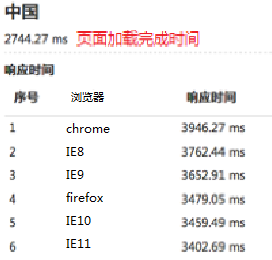 中国
2744.27 ms 页面加载完成时间
响应时间
序号 浏览器 响应时间
1 chrome 3946.27 ms
2 IE8 3762.44 ms
3 IE9 3652.91 ms
4 firefox 3479.05 ms
5 IE10 3459.49 ms
6 IE11 3402.69 ms